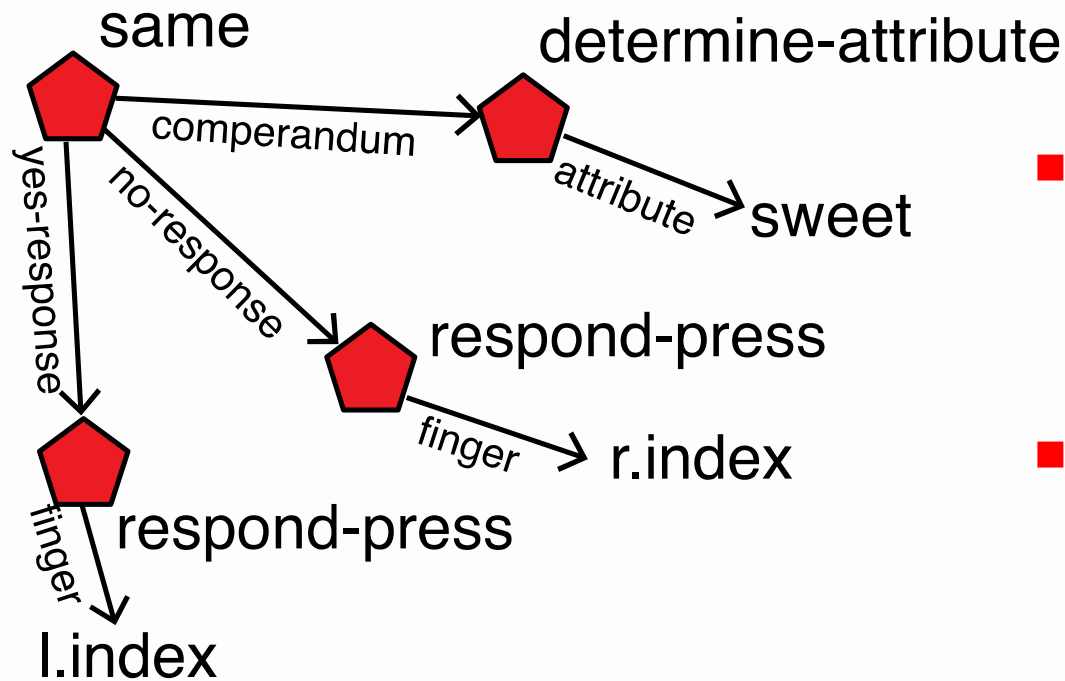 same
determine-attribute
comperandum
attribute
sweet
yes-response
no-response
respond-press
finger
r.index
respond-press
finger
l.index